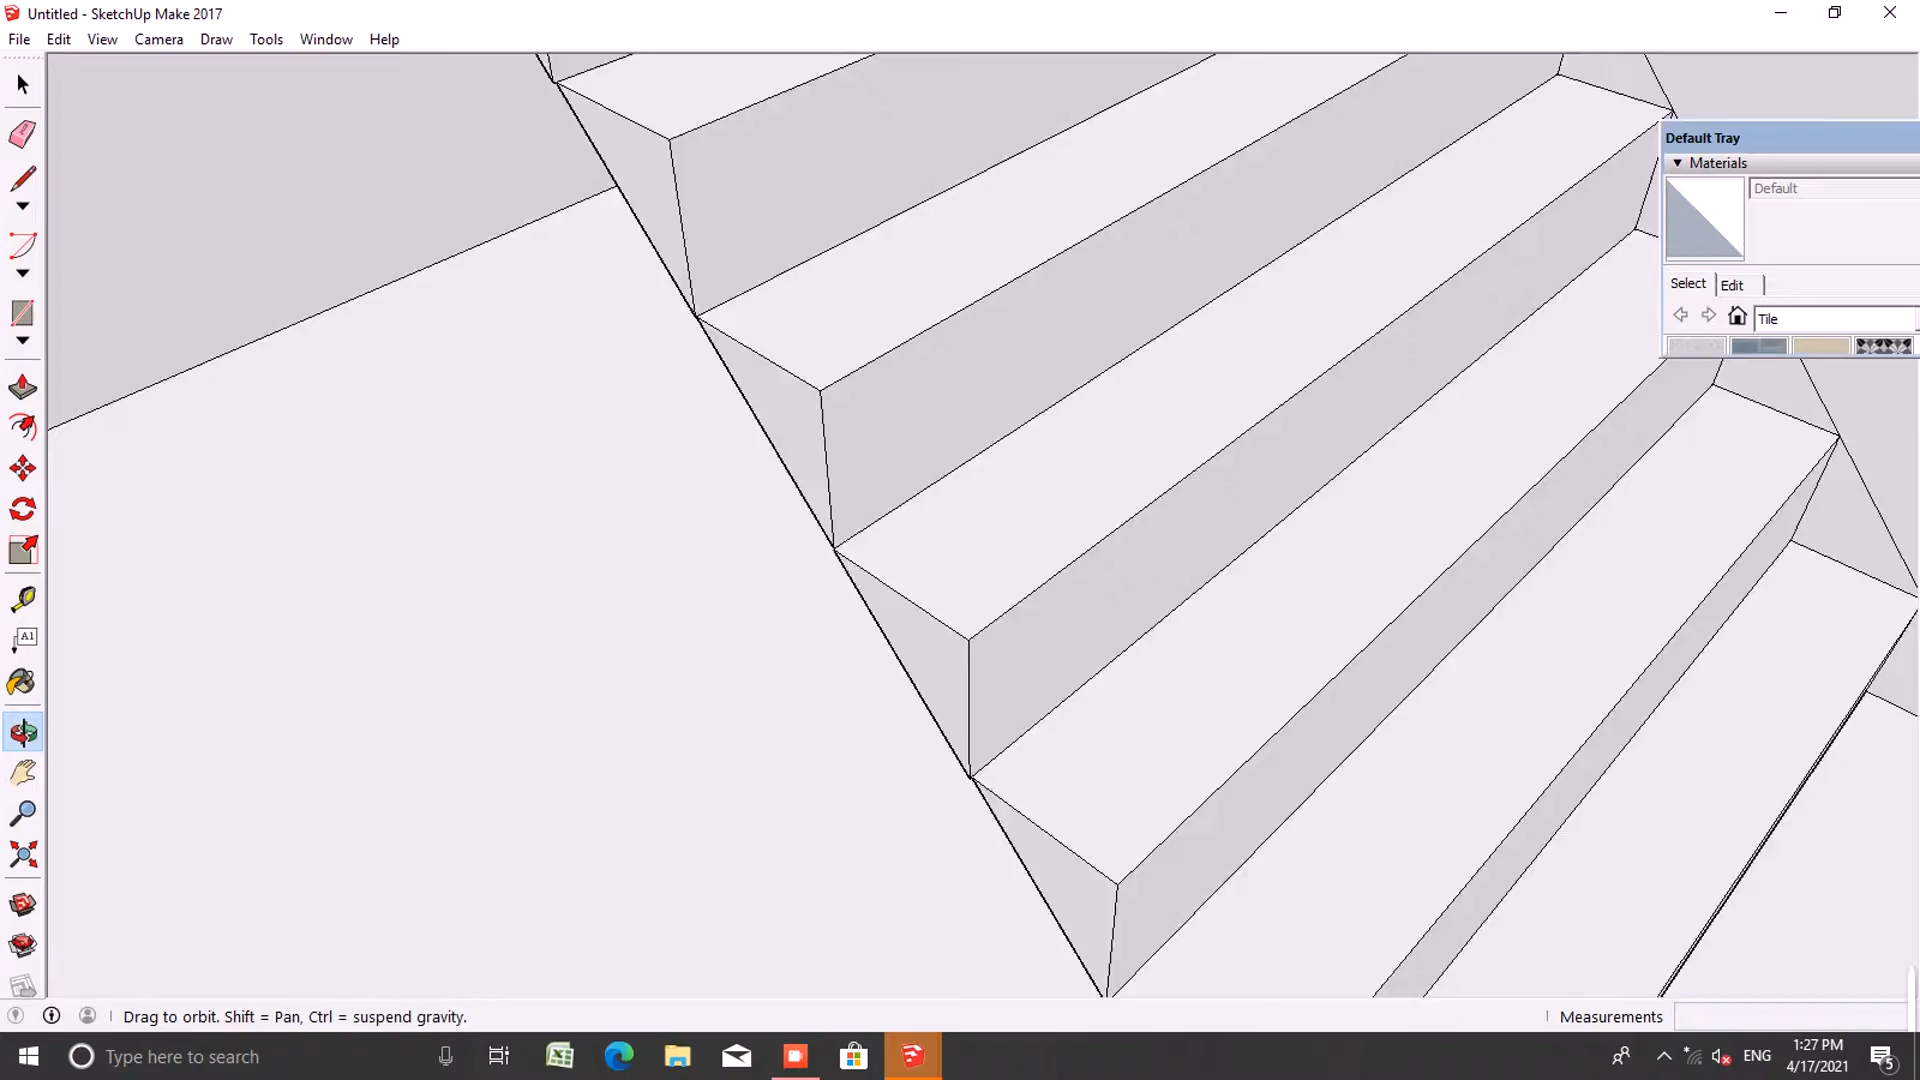 Untitled - SketchUp Make 2017
File Edit View Camera Draw Tools Window Help
Default Tray
Materials
Default
Select Edit
Tile
A1
Drag to orbit. Shift = Pan, Ctrl = suspend gravity.
Measurements
Type here to search
ENG
1:27 PM
4/17/2021
5